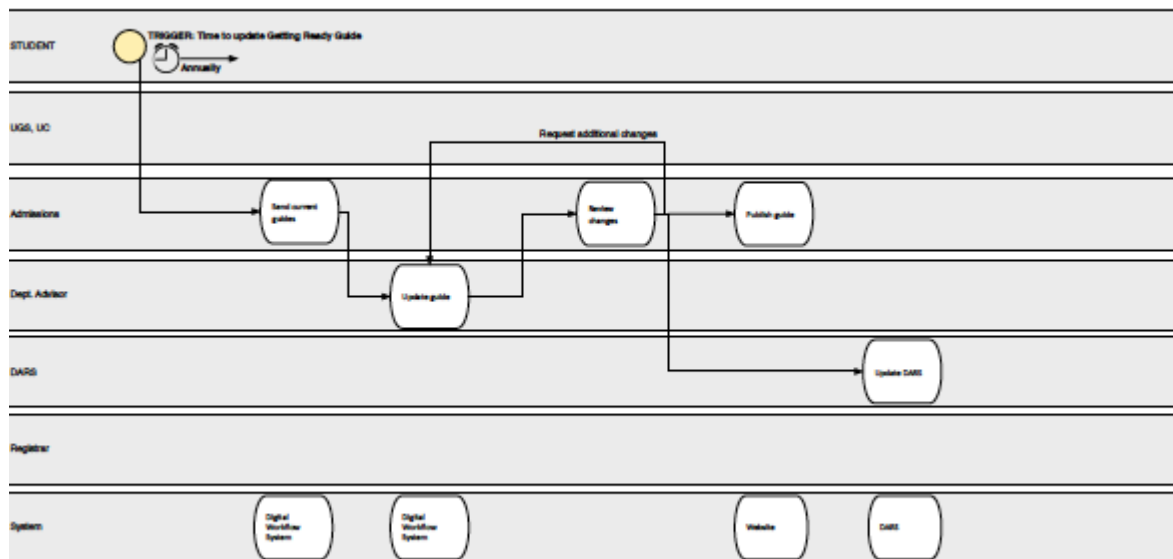 STUDENT
TRIGGER: Time to update Getting Ready Guide
Annually
UGS, UC
Request additional changes
Admissions
Send current
guides
Review
changes
Publish guide
Dept. Advisor
Update guide
DARS
Update DARS
Registrar
System
Digital
Workflow
System
Digital
Workflow
System
Website
DARS